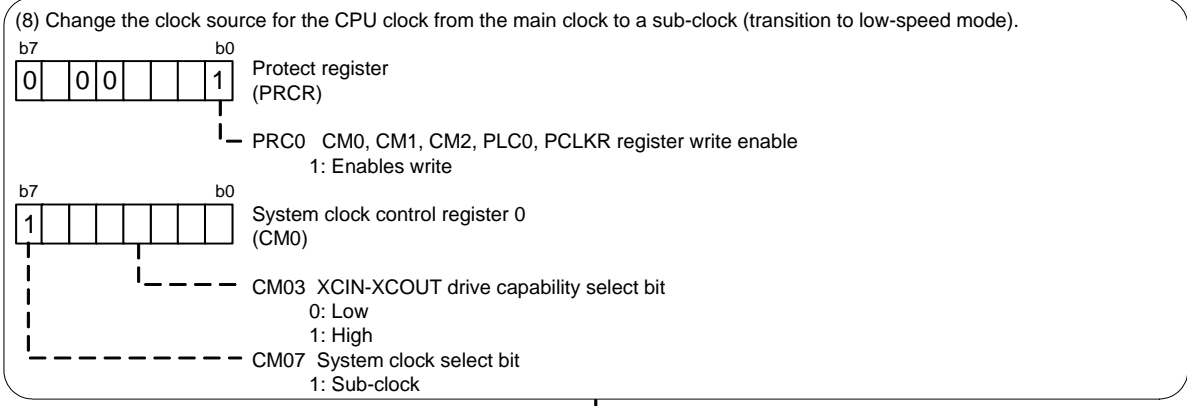 (8) Change the clock source for the CPU clock from the main clock to a sub-clock (transition to low-speed mode).
b7 b0
0 0 0 1
Protect register
(PRCR)
PRC0 CM0, CM1, CM2, PLC0, PCLKR register write enable
1: Enables write
b7 b0
1
System clock control register 0
(CM0)
CM03 XCIN-XCOUT drive capability select bit
0: Low
1: High
CM07 System clock select bit
1: Sub-clock